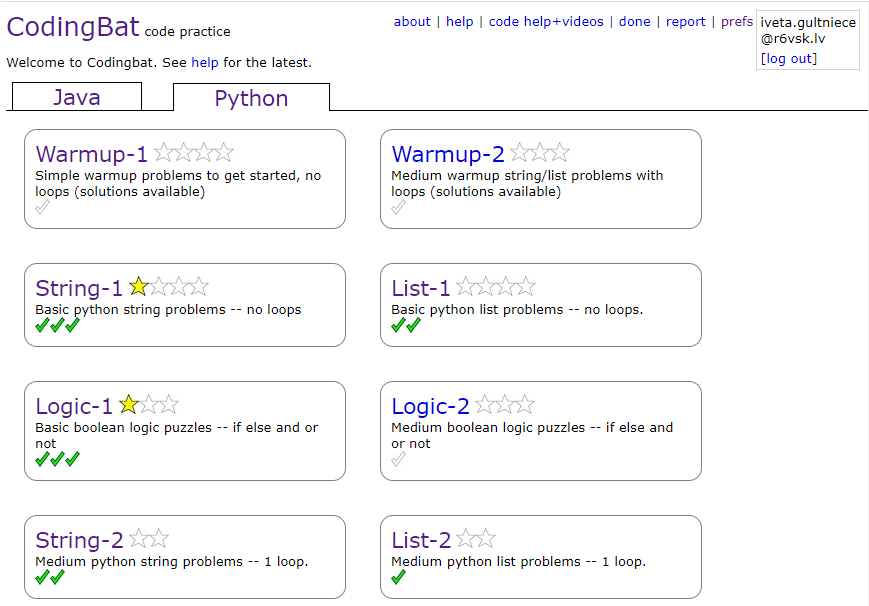 CodingBat code practice
about | help | code help+videos | done | report | prefs
iveta.gultniece
@r6vsk.lv
[log out]
Welcome to Codingbat. See help for the latest.
Java
Python
Warmup-1
Simple warmup problems to get started, no
loops (solutions available)
Warmup-2
Medium warmup string/list problems with
loops (solutions available)
String-1
Basic python string problems -- no loops
List-1
Basic python list problems -- no loops.
Logic-1
Basic boolean logic puzzles -- if else and or
not
Logic-2
Medium boolean logic puzzles -- if else and
or not
String-2
Medium python string problems -- 1 loop.
List-2
Medium python list problems -- 1 loop.